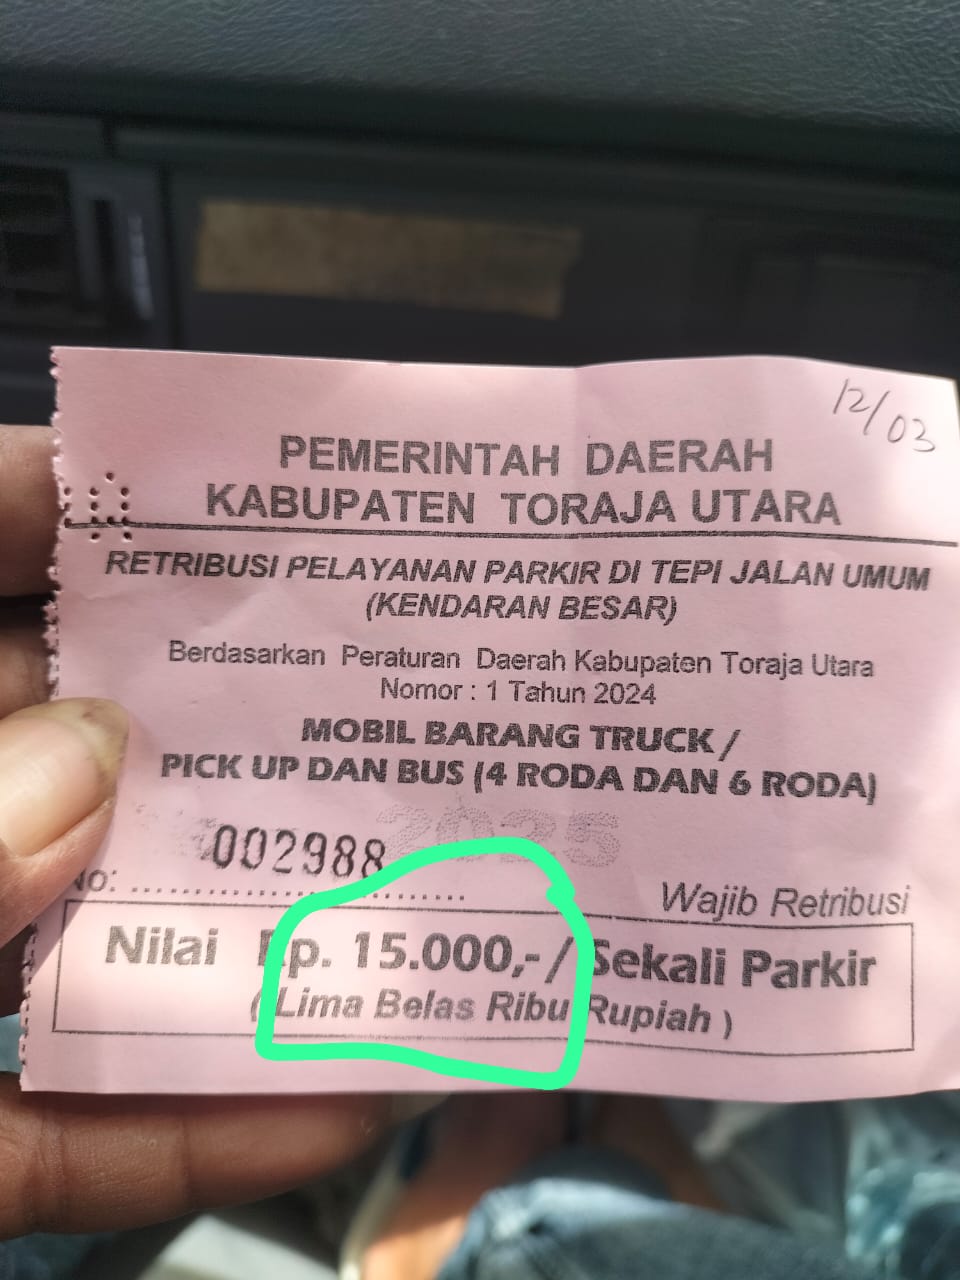 12/03
PEMERINTAH DAERAH
KABUPATEN TORAJA UTARA
RETRIBUSI PELAYANAN PARKIR DI TEPI JALAN UMUM
(KENDARAN BESAR)
Berdasarkan Peraturan Daerah Kabupaten Toraja Utara
Nomor : 1 Tahun 2024
MOBIL BARANG TRUCK /
PICK UP DAN BUS (4 RODA DAN 6 RODA)
2025
002988
No: ..............................
Wajib Retribusi
Nilai Rp. 15.000,-/ Sekali Parkir
( Lima Belas Ribu Rupiah )